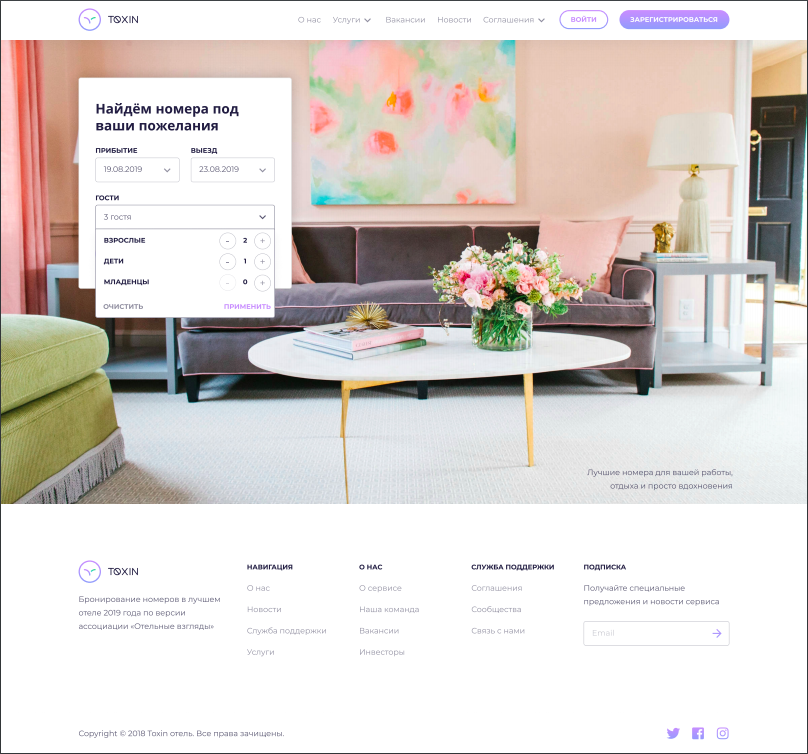 TOXIN
О нас
Услуги
Вакансии
Новости
Соглашения
ВОЙТИ
ЗАРЕГИСТРИРОВАТЬСЯ
Найдём номера под
ваши пожелания
ПРИБЫТИЕ
ВЫЕЗД
19.08.2019
23.08.2019
ГОСТИ
3 гостя
ВЗРОСЛЫЕ - 2 +
ДЕТИ - 1 +
МЛАДЕНЦЫ - 0 +
ОЧИСТИТЬ
ПРИМЕНИТЬ
Лучшие номера для вашей работы,
отдыха и просто вдохновения
TOXIN
Бронирование номеров в лучшем
отеле 2019 года по версии
ассоциации «Отельные взгляды»
НАВИГАЦИЯ
О нас
Новости
Служба поддержки
Услуги
О НАС
О сервисе
Наша команда
Вакансии
Инвесторы
СЛУЖБА ПОДДЕРЖКИ
Соглашения
Сообщества
Связь с нами
ПОДПИСКА
Получайте специальные
предложения и новости сервиса
Email
Copyright © 2018 Toxin отель. Все права зачищены.